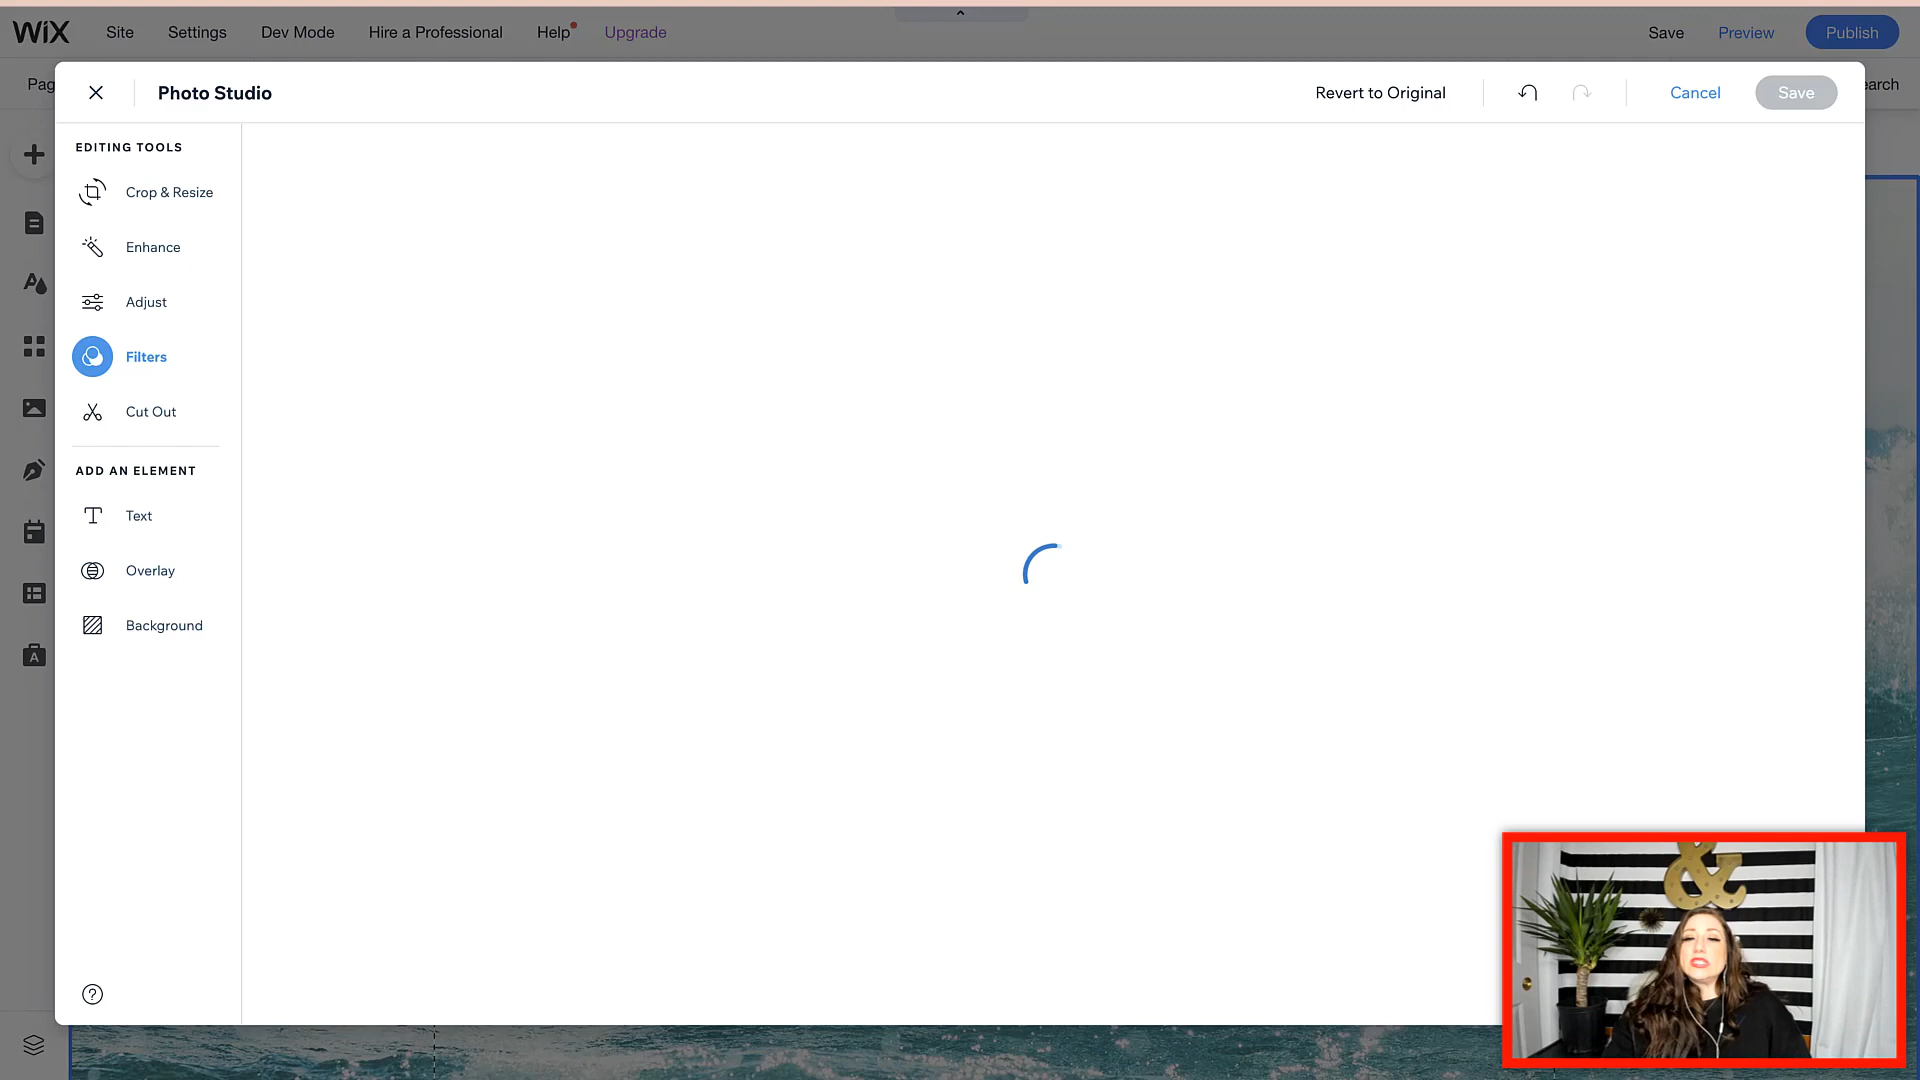 WiX Site Settings Dev Mode Hire a Professional Help Upgrade Save Preview Publish
Pag
Photo Studio Revert to Original Cancel Save
earch
EDITING TOOLS
Crop & Resize
Enhance
Adjust
Filters
Cut Out
ADD AN ELEMENT
Text
Overlay
Background
?
&